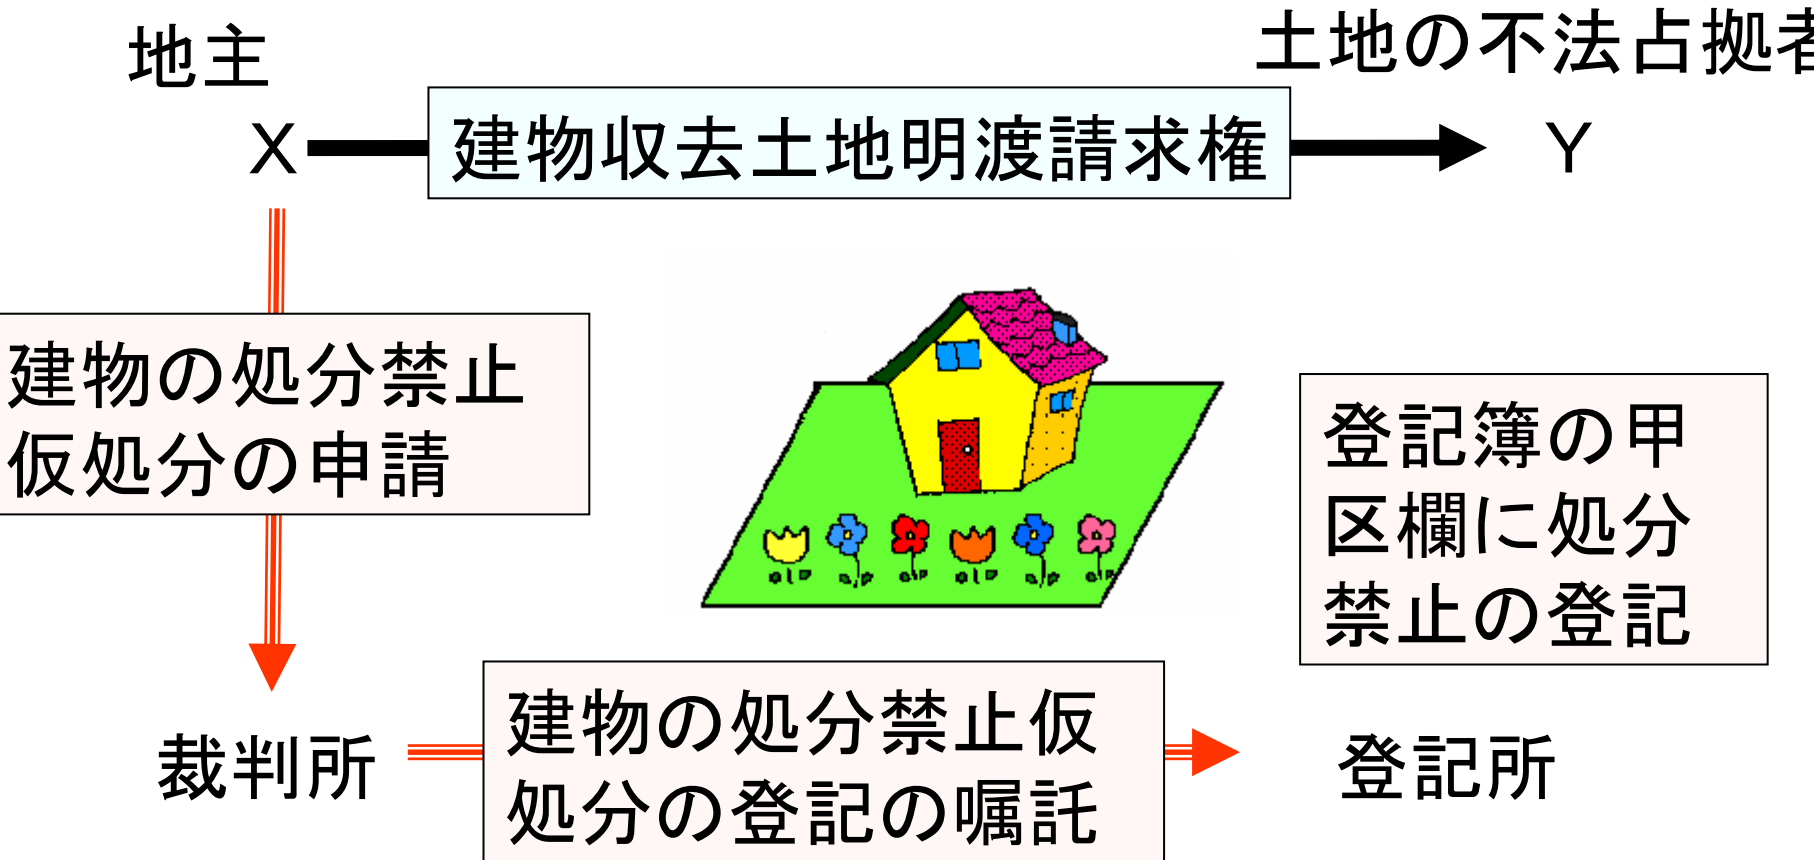 地主
土地の不法占拠者
X
建物収去土地明渡請求権
Y
建物の処分禁止
仮処分の申請
登記簿の甲
区欄に処分
禁止の登記
裁判所
建物の処分禁止仮
処分の登記の嘱託
登記所